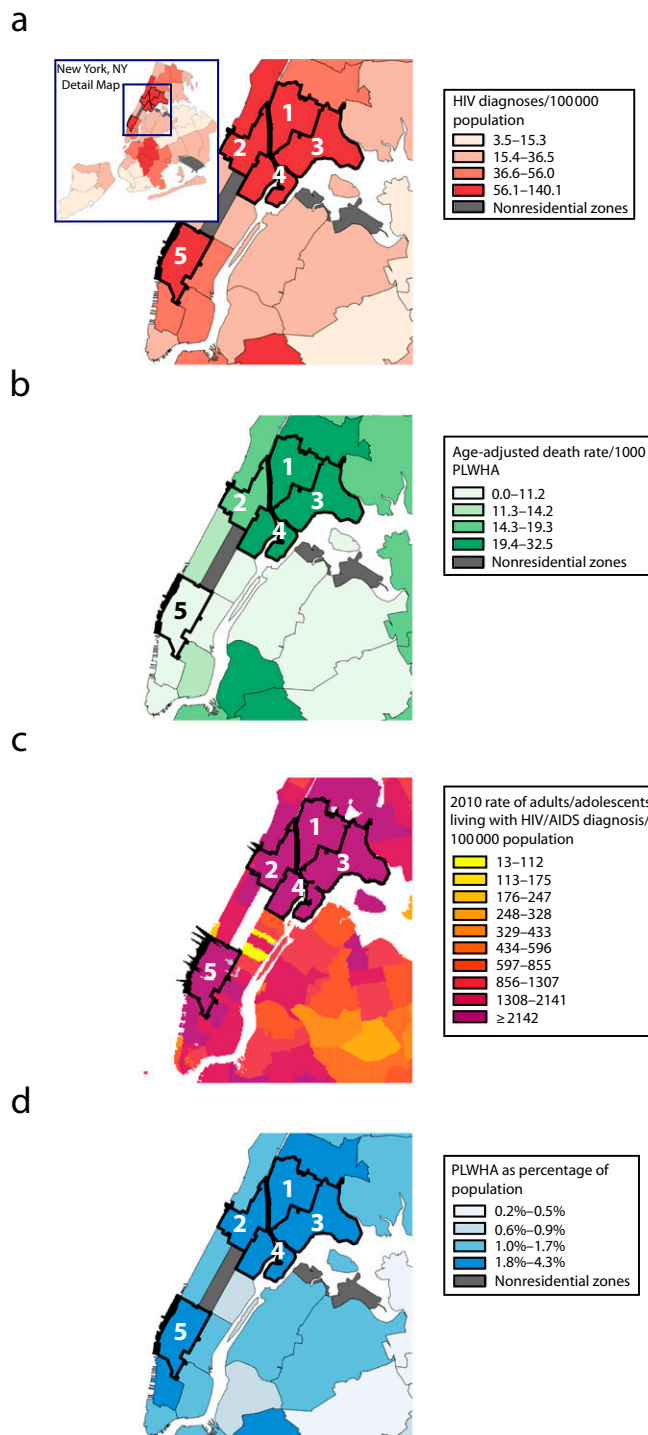 a
New York, NY
Detail Map
1
2
3
4
5
HIV diagnoses/100 000
population
3.5–15.3
15.4–36.5
36.6–56.0
56.1–140.1
Nonresidential zones
b
1
2
3
4
5
Age-adjusted death rate/1000
PLWHA
0.0–11.2
11.3–14.2
14.3–19.3
19.4–32.5
Nonresidential zones
c
1
2
3
4
5
2010 rate of adults/adolescents
living with HIV/AIDS diagnosis/
100 000 population
13–112
113–175
176–247
248–328
329–433
434–596
597–855
856–1307
1308–2141
≥ 2142
d
1
2
3
4
5
PLWHA as percentage of
population
0.2%–0.5%
0.6%–0.9%
1.0%–1.7%
1.8%–4.3%
Nonresidential zones